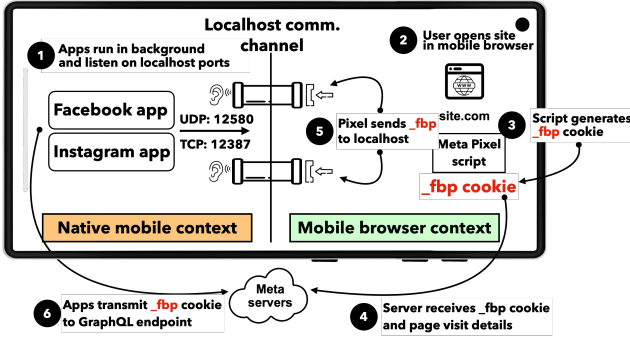 Localhost comm.
channel
1
Apps run in background
and listen on localhost ports
2
User opens site
in mobile browser
WWW
Facebook app
Instagram app
UDP: 12580
TCP: 12387
5
Pixel sends _fbp
to localhost
site.com
Meta Pixel
script
3
Script generates
_fbp cookie
_fbp cookie
Native mobile context
Mobile browser context
Meta
servers
6
Apps transmit _fbp cookie
to GraphQL endpoint
4
Server receives _fbp cookie
and page visit details